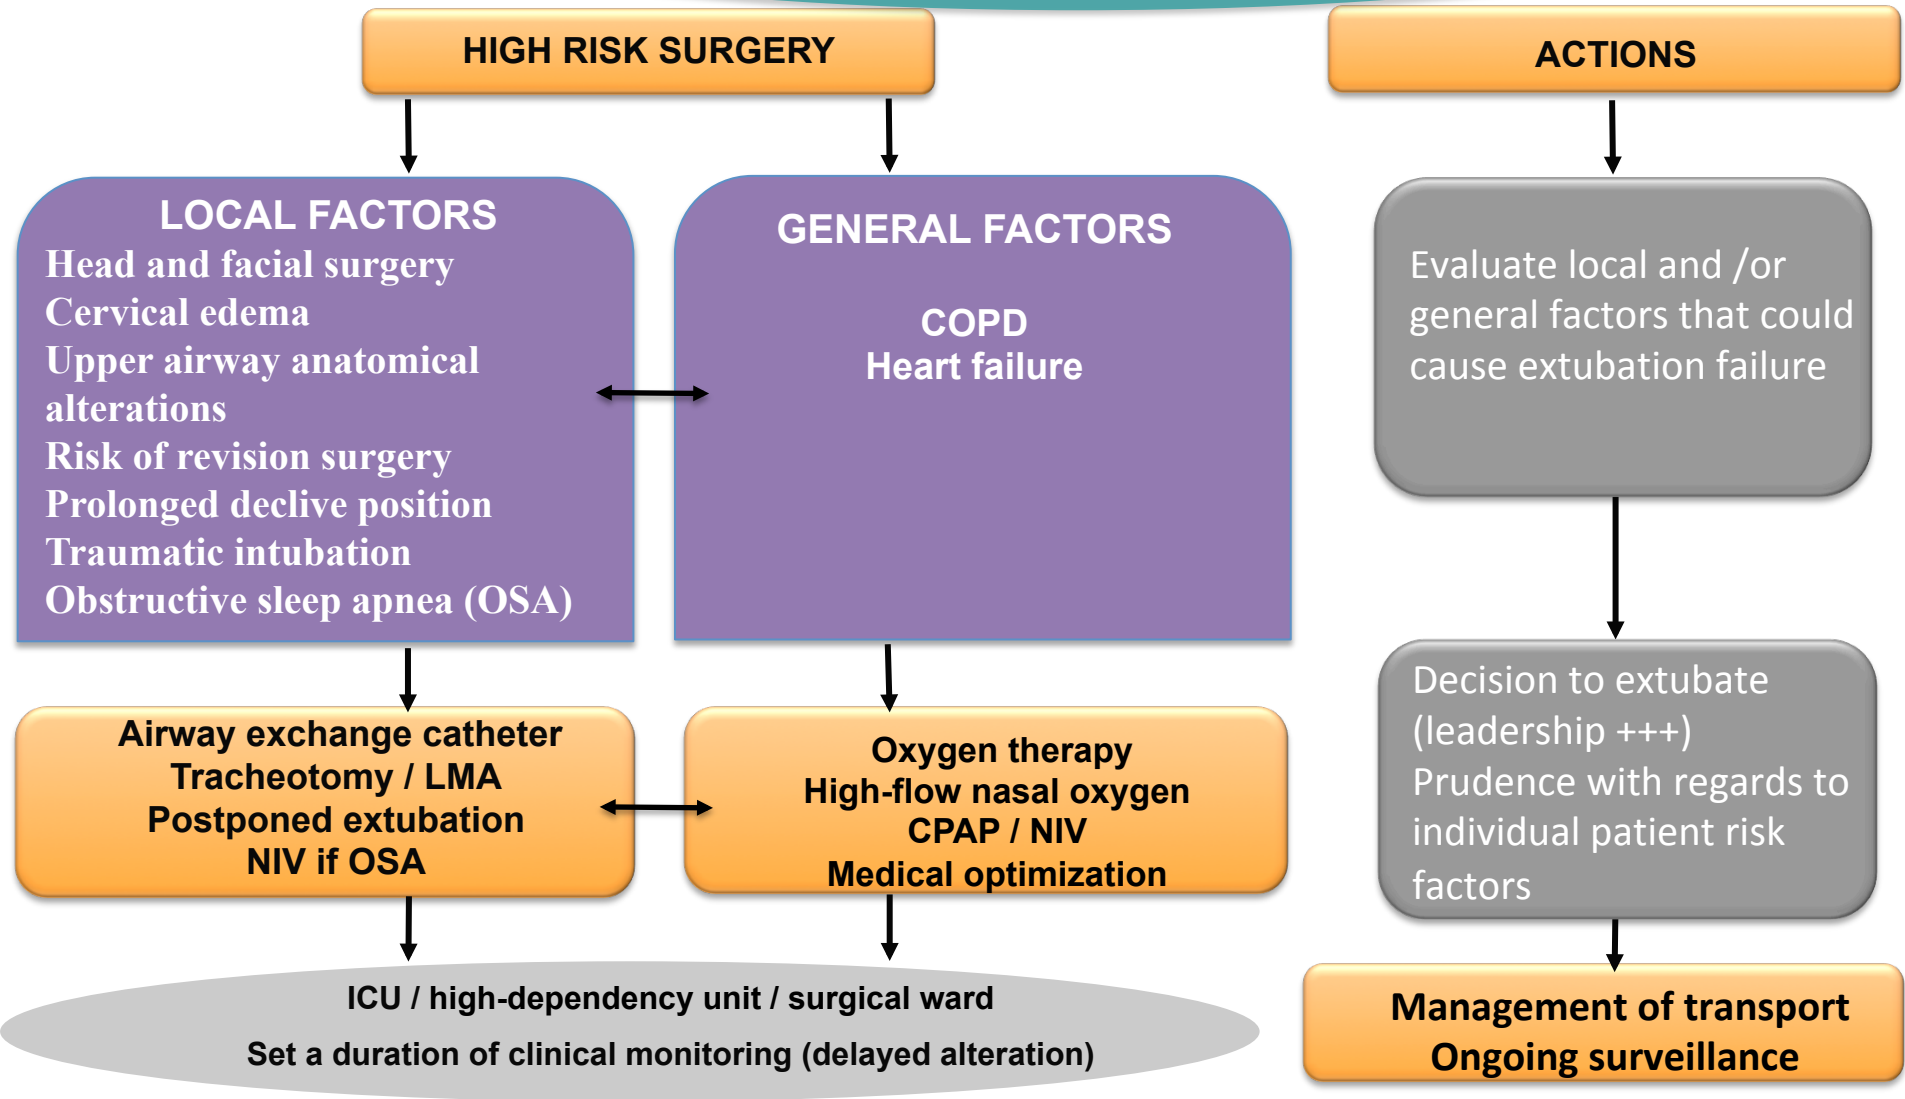 HIGH RISK SURGERY
LOCAL FACTORS
Head and facial surgery
Cervical edema
Upper airway anatomical
alterations
Risk of revision surgery
Prolonged declive position
Traumatic intubation
Obstructive sleep apnea (OSA)
GENERAL FACTORS
COPD
Heart failure
Airway exchange catheter
Tracheotomy / LMA
Postponed extubation
NIV if OSA
Oxygen therapy
High-flow nasal oxygen
CPAP / NIV
Medical optimization
ICU / high-dependency unit / surgical ward
Set a duration of clinical monitoring (delayed alteration)
ACTIONS
Evaluate local and /or
general factors that could
cause extubation failure
Decision to extubate
(leadership +++)
Prudence with regards to
individual patient risk
factors
Management of transport
Ongoing surveillance